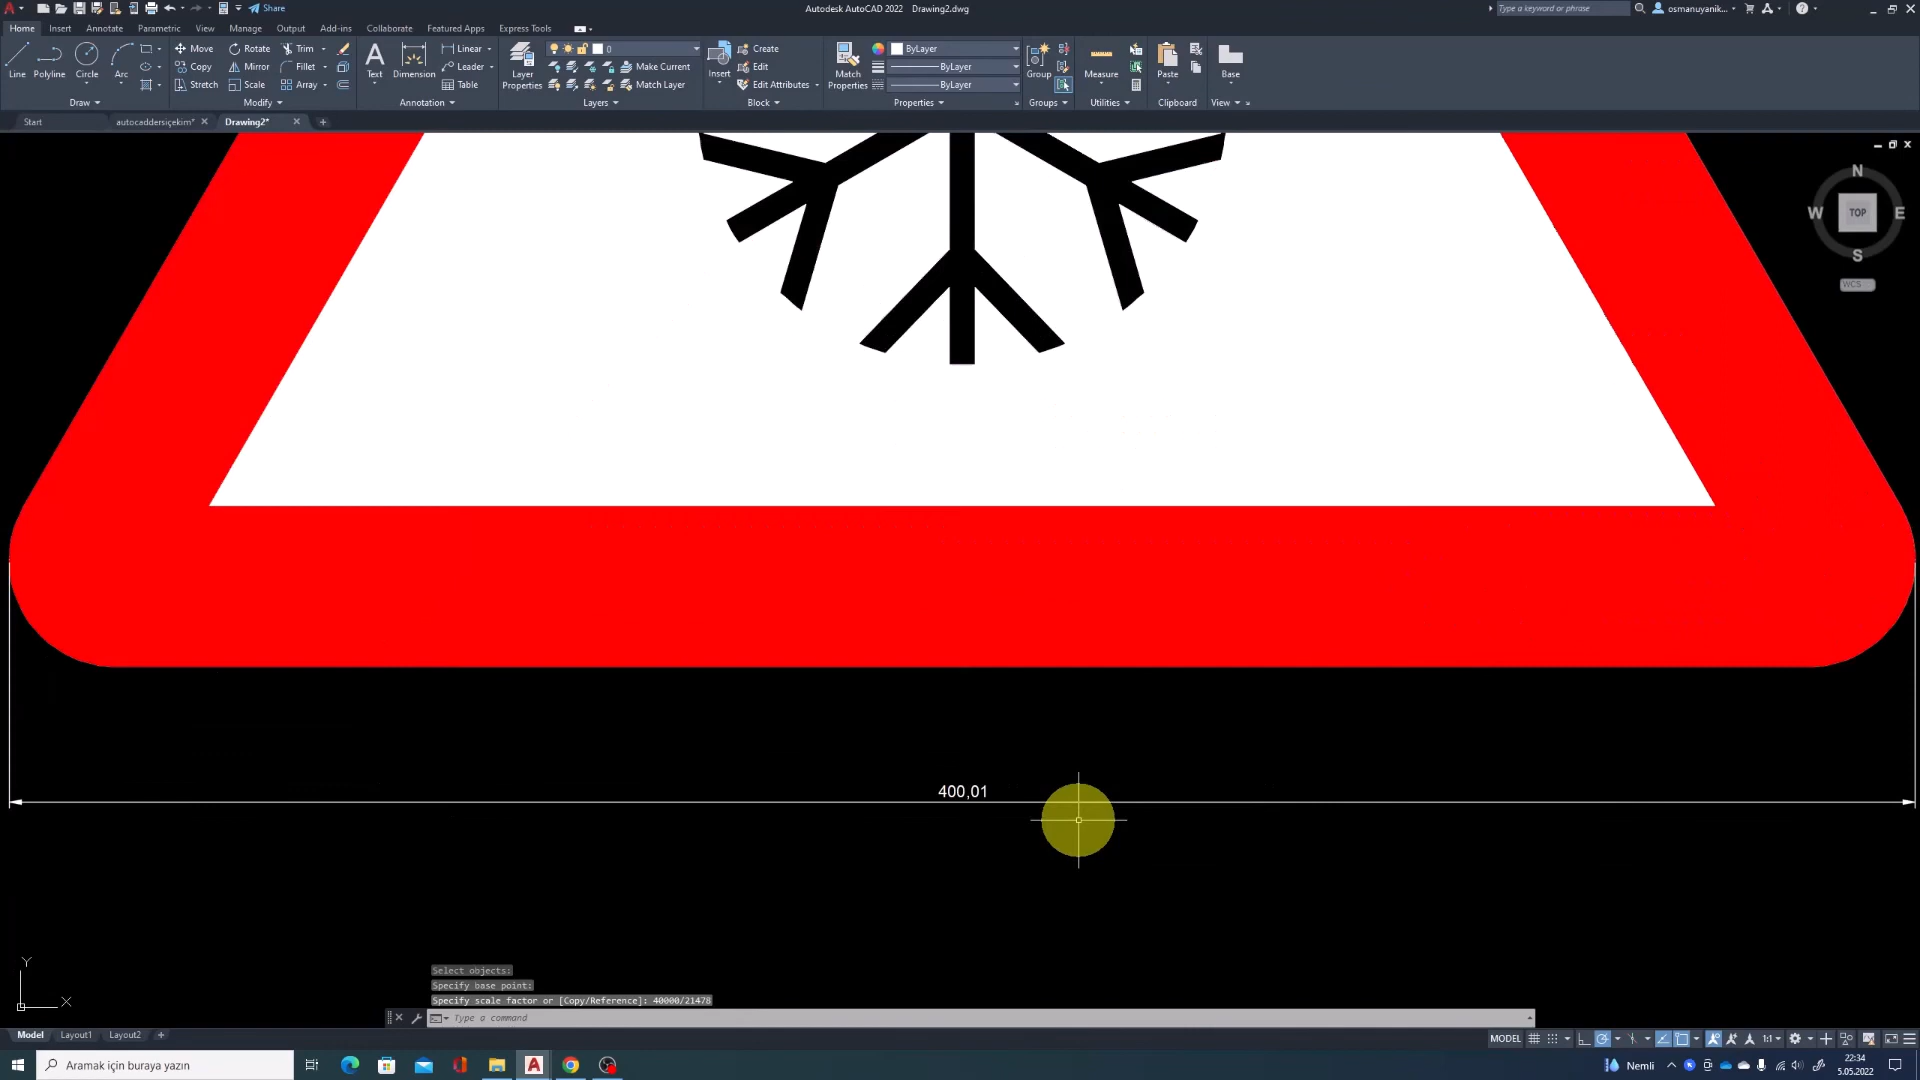 Share
Autodesk AutoCAD 2022 Drawing2.dwg
Type a keyword or phrase
osmanuyanik...
Home Insert Annotate Parametric View Manage Output Add-ins Collaborate Featured Apps Express Tools
Line Polyline Circle Arc
Move Rotate Trim
Copy Mirror Fillet
Stretch Scale Array
Text Dimension
Linear
Leader
Table
Layer Properties
0
Make Current
Match Layer
Insert
Create
Edit
Edit Attributes
Match Properties
ByLayer
ByLayer
ByLayer
Group
Measure
Paste
Base
Draw Modify Annotation Layers Block Properties Groups Utilities Clipboard View
Start autocaddersiçekim* Drawing2*
N
W TOP E
S
WCS
400,01
Y
X
Select objects:
Specify base point:
Specify scale factor or [Copy/Reference]: 40000/21478
Type a command
Model Layout1 Layout2
MODEL 1:1
Aramak için buraya yazın
Nemli
22:34
5.05.2022